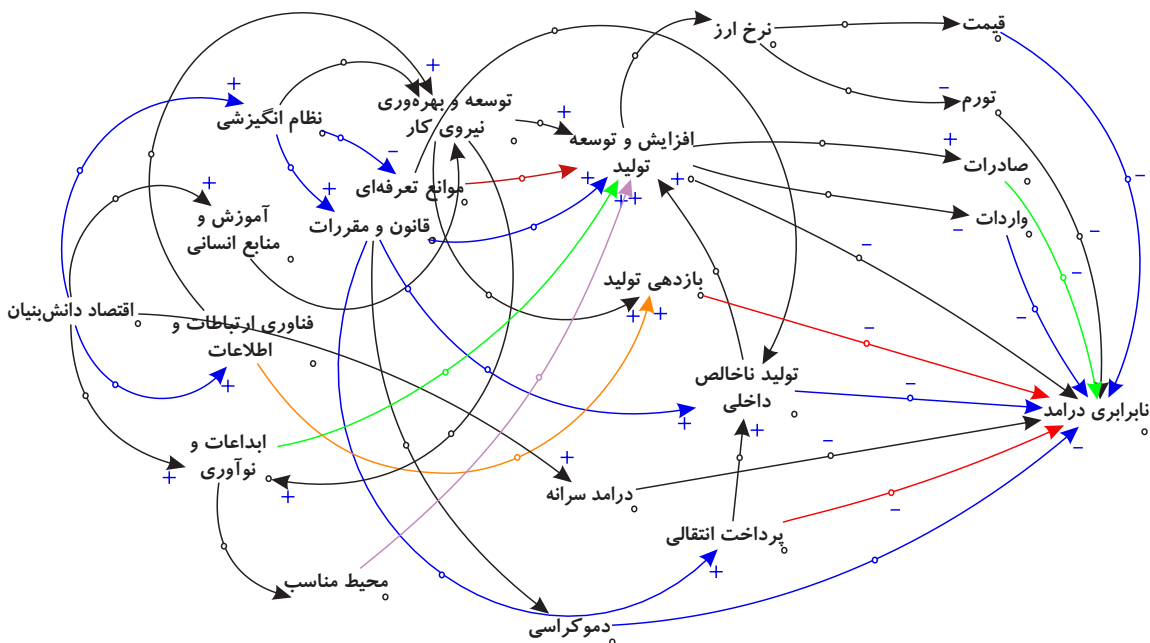 نرخ ارز
قیمت
تورم
نظام انگیزشی
توسعه و بهره‌وری
نیروی کار
افزایش و توسعه
تولید
صادرات
موانع تعرفه‌ای
واردات
آموزش و
منابع انسانی
قانون و مقررات
بازدهی تولید
اقتصاد دانش‌بنیان
فناوری ارتباطات و
اطلاعات
تولید ناخالص
داخلی
نابرابری درامد
ابداعات و
نوآوری
درامد سرانه
پرداخت انتقالی
محیط مناسب
دموکراسی